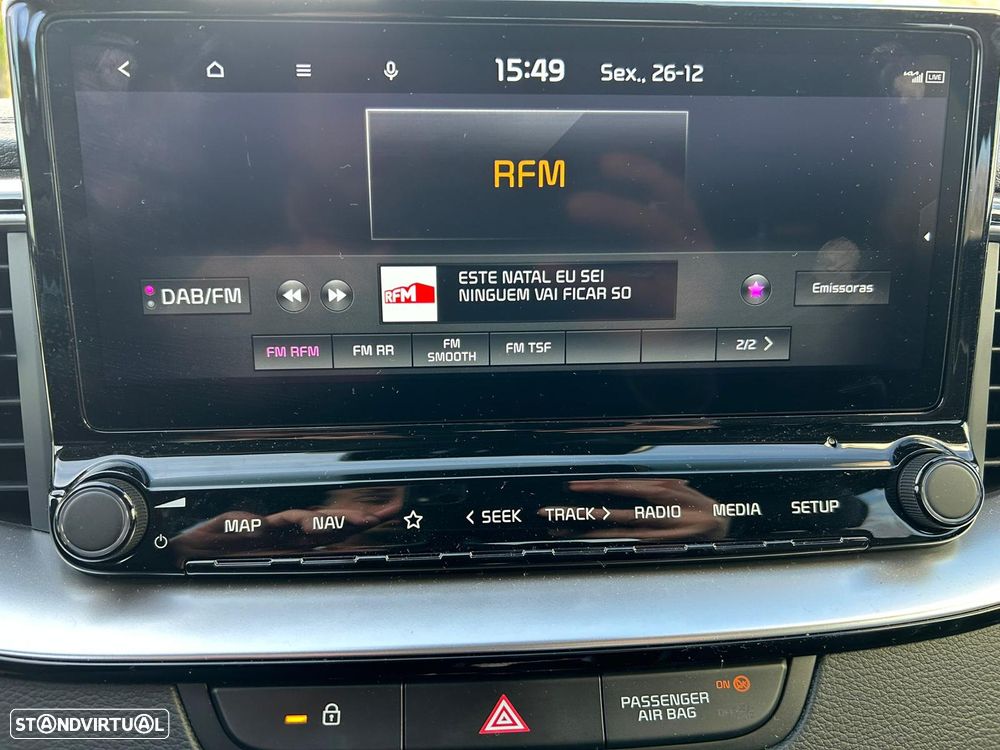 15:49 Sex., 26-12
LIVE
RFM
DAB/FM
RFM
ESTE NATAL EU SEI
NINGUEM VAI FICAR SO
Emissoras
FM RFM
FM RR
FM
SMOOTH
FM TSF
2/2
MAP
NAV
SEEK
TRACK
RADIO
MEDIA
SETUP
PASSENGER
AIR BAG
ON
OFF
STANDVIRTUAL